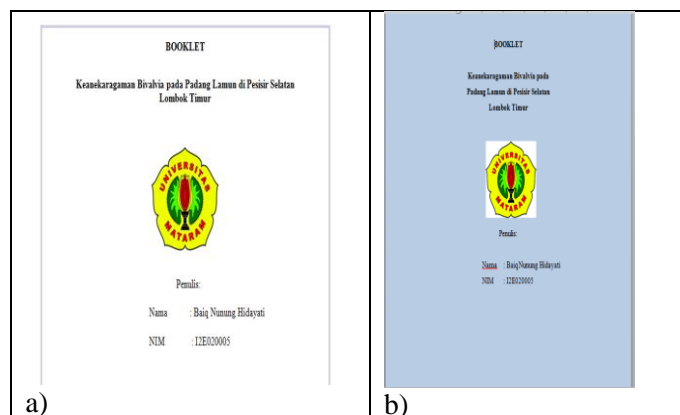 BOOKLET
Keanekaragaman Bivalvia pada Padang Lamun di Pesisir Selatan
Lombok Timur
UNIVERSITAS
MATARAM
Penulis:
Nama : Baiq Nunung Hidayati
NIM : I2E020005
a)
BOOKLET
Keanekaragaman Bivalvia pada
Padang Lamun di Pesisir Selatan
Lombok Timur
UNIVERSITAS
MATARAM
Penulis:
Nama : Baiq Nunung Hidayati
NIM : I2E020005
b)